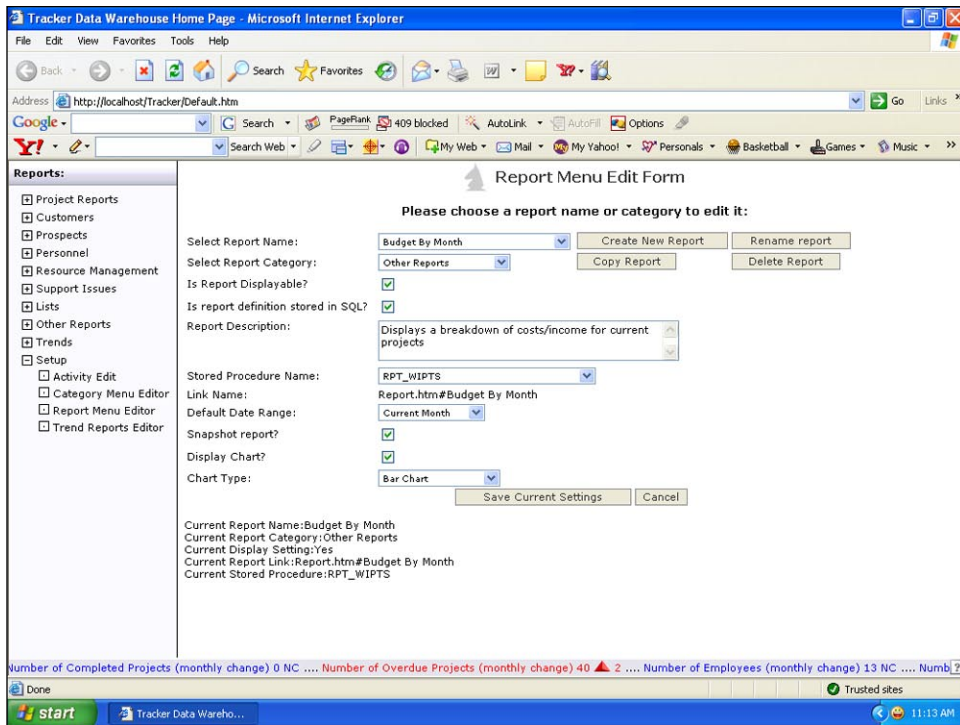 Tracker Data Warehouse Home Page - Microsoft Internet Explorer
File Edit View Favorites Tools Help
Back Search Favorites
Address http://localhost/Tracker/Default.htm Go Links »
Google Search PageRank 409 blocked AutoLink AutoFill Options
Y! Search Web My Web Mail My Yahoo! Personals Basketball Games Music »
Reports:
Project Reports
Customers
Prospects
Personnel
Resource Management
Support Issues
Lists
Other Reports
Trends
Setup
Activity Edit
Category Menu Editor
Report Menu Editor
Trend Reports Editor
Report Menu Edit Form
Please choose a report name or category to edit it:
Select Report Name: Budget By Month Create New Report Rename report
Select Report Category: Other Reports Copy Report Delete Report
Is Report Displayable?
Is report definition stored in SQL?
Report Description: Displays a breakdown of costs/income for current
projects
Stored Procedure Name: RPT_WIPTS
Link Name: Report.htm#Budget By Month
Default Date Range: Current Month
Snapshot report?
Display Chart?
Chart Type: Bar Chart
Save Current Settings Cancel
Current Report Name:Budget By Month
Current Report Category:Other Reports
Current Display Setting:Yes
Current Report Link:Report.htm#Budget By Month
Current Stored Procedure:RPT_WIPTS
Number of Completed Projects (monthly change) 0 NC .... Number of Overdue Projects (monthly change) 40 ▲ 2 .... Number of Employees (monthly change) 13 NC .... Numb ?
Done Trusted sites
start Tracker Data Wareho... 11:13 AM